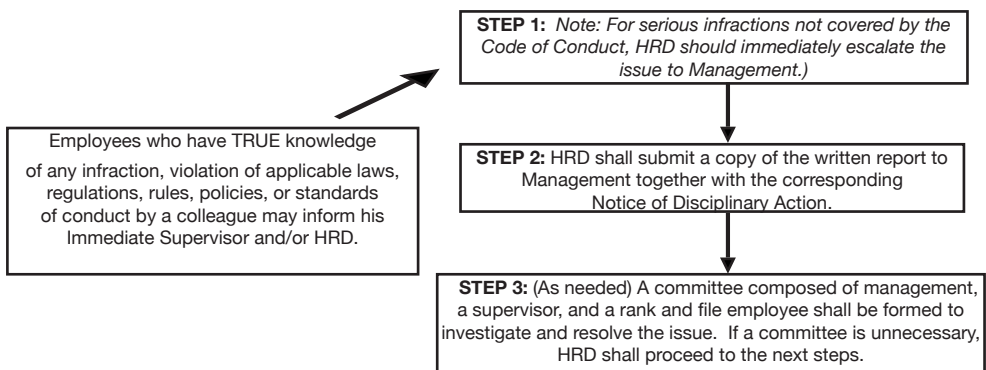 Employees who have TRUE knowledge
of any infraction, violation of applicable laws,
regulations, rules, policies, or standards
of conduct by a colleague may inform his
Immediate Supervisor and/or HRD.
STEP 1: Note: For serious infractions not covered by the
Code of Conduct, HRD should immediately escalate the
issue to Management.)
STEP 2: HRD shall submit a copy of the written report to
Management together with the corresponding
Notice of Disciplinary Action.
STEP 3: (As needed) A committee composed of management,
a supervisor, and a rank and file employee shall be formed to
investigate and resolve the issue. If a committee is unnecessary,
HRD shall proceed to the next steps.